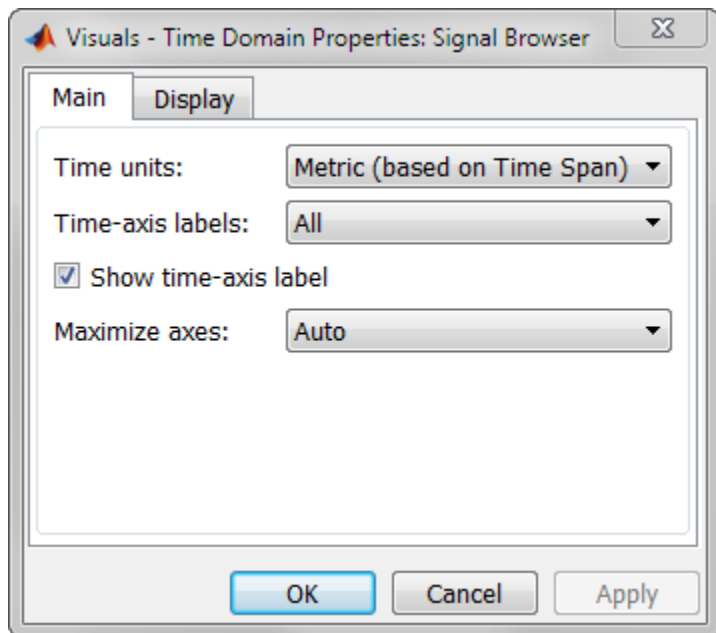 Visuals - Time Domain Properties: Signal Browser
Main Display
Time units: Metric (based on Time Span)
Time-axis labels: All
Show time-axis label
Maximize axes: Auto
OK Cancel Apply